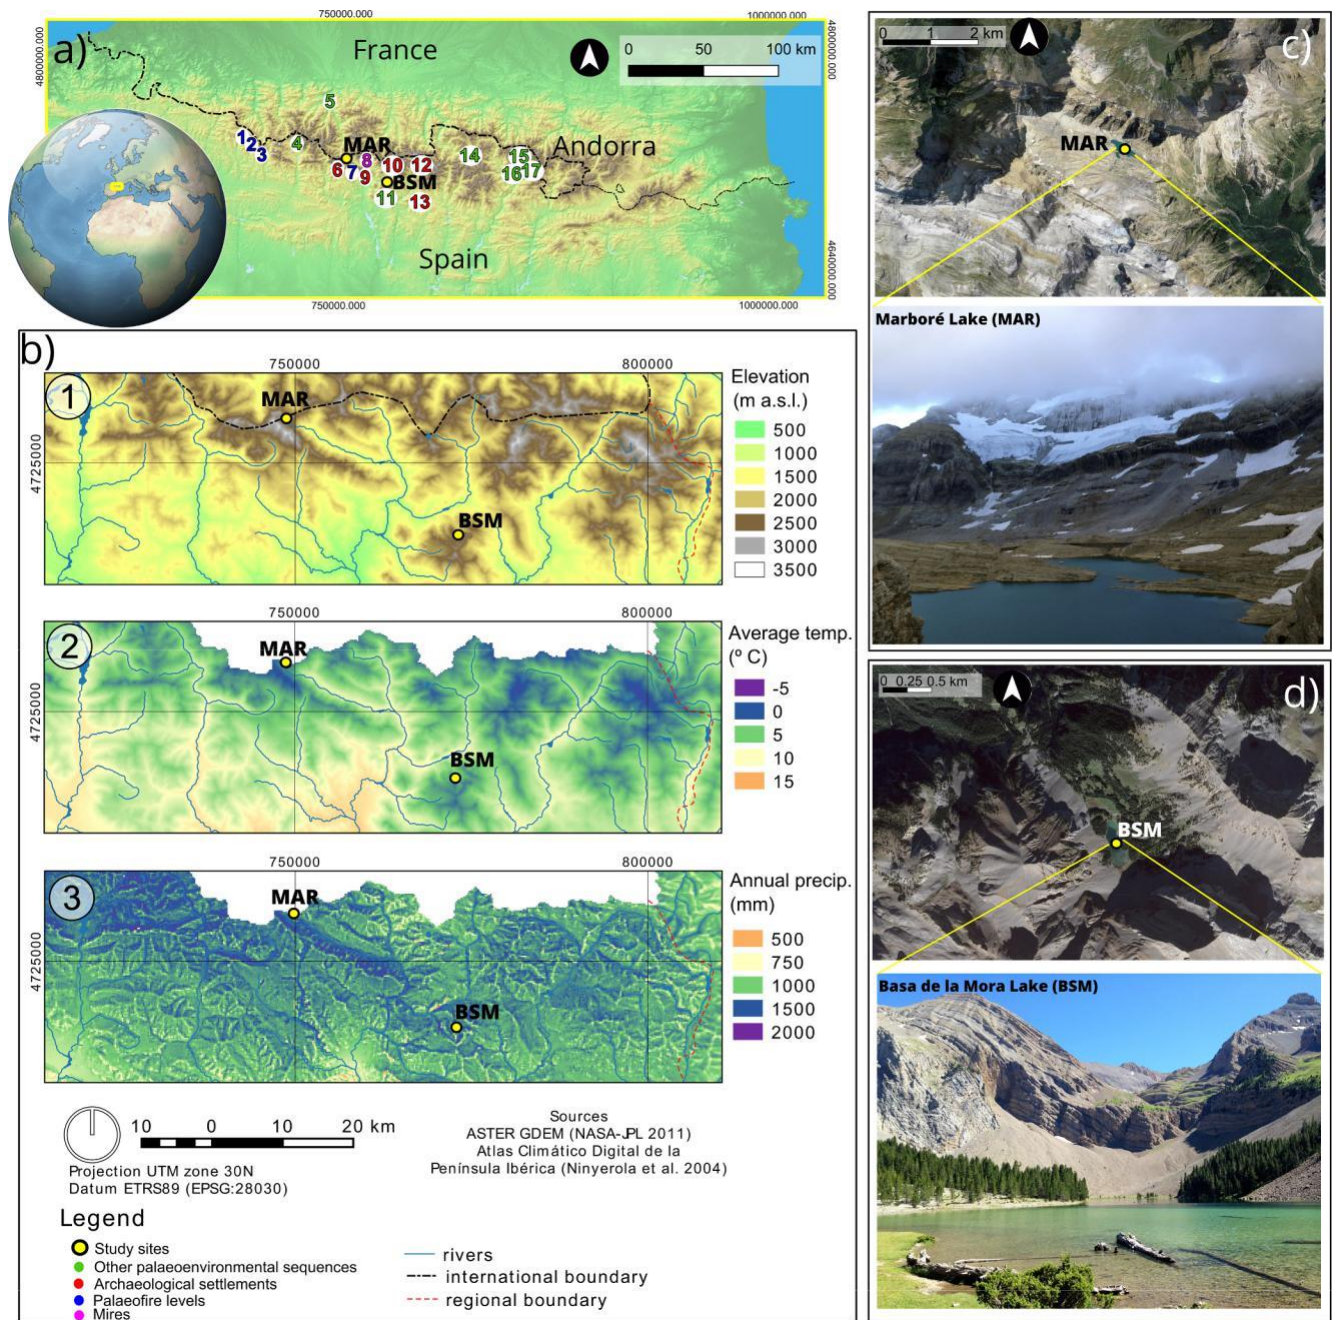 a)
750000.000
1000000.000
4800000.000
4800000.000
France
0 50 100 km
5
1
2
3
4
MAR
6
7
8
9
10
12
BSM
11
13
14
15
16
17
Andorra
Spain
4640000.000
750000.000
1000000.000
b)
1
750000
800000
4725000
MAR
BSM
Elevation
(m a.s.l.)
500
1000
1500
2000
2500
3000
3500
2
750000
800000
4725000
MAR
BSM
Average temp.
(º C)
-5
0
5
10
15
3
750000
800000
4725000
MAR
BSM
Annual precip.
(mm)
500
750
1000
1500
2000
10 0 10 20 km
Projection UTM zone 30N
Datum ETRS89 (EPSG:28030)
Sources
ASTER GDEM (NASA-JPL 2011)
Atlas Climático Digital de la
Península Ibérica (Ninyerola et al. 2004)
Legend
Study sites
Other palaeoenvironmental sequences
Archaeological settlements
Palaeofire levels
Mires
rivers
international boundary
regional boundary
c)
0 1 2 km
MAR
Marboré Lake (MAR)
d)
0 0.25 0.5 km
BSM
Basa de la Mora Lake (BSM)